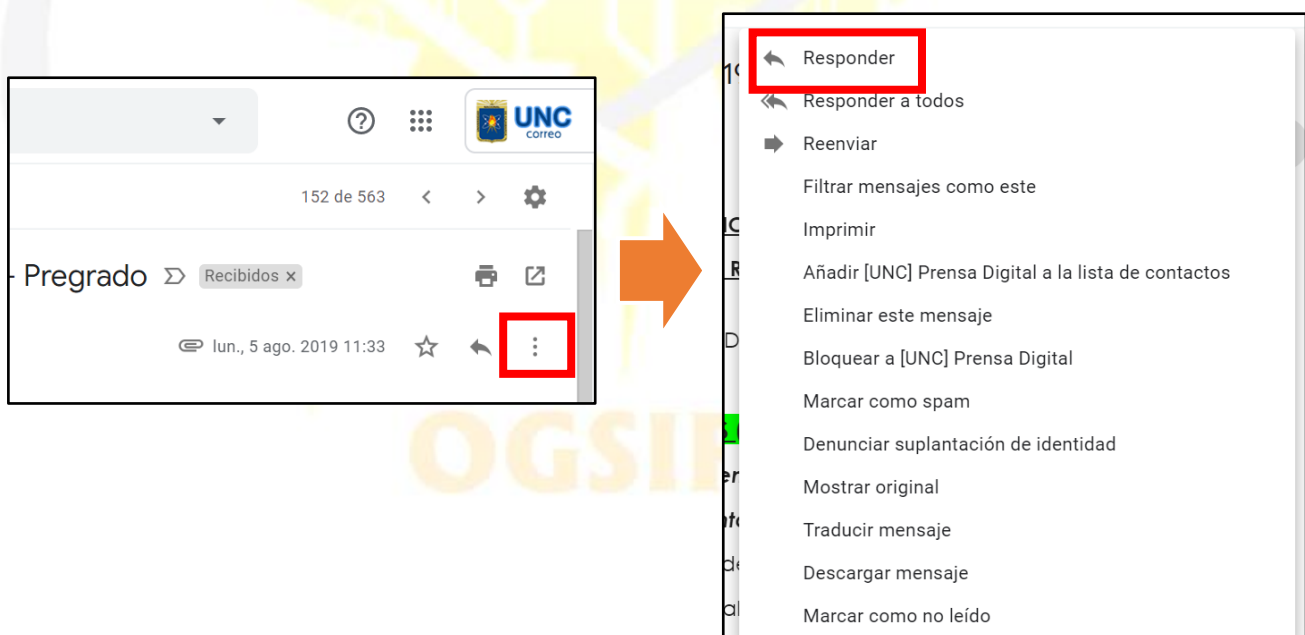 UNC
correo
152 de 563
- Pregrado Recibidos ×
lun., 5 ago. 2019 11:33
Responder
Responder a todos
Reenviar
Filtrar mensajes como este
Imprimir
Añadir [UNC] Prensa Digital a la lista de contactos
Eliminar este mensaje
Bloquear a [UNC] Prensa Digital
Marcar como spam
Denunciar suplantación de identidad
Mostrar original
Traducir mensaje
Descargar mensaje
Marcar como no leído